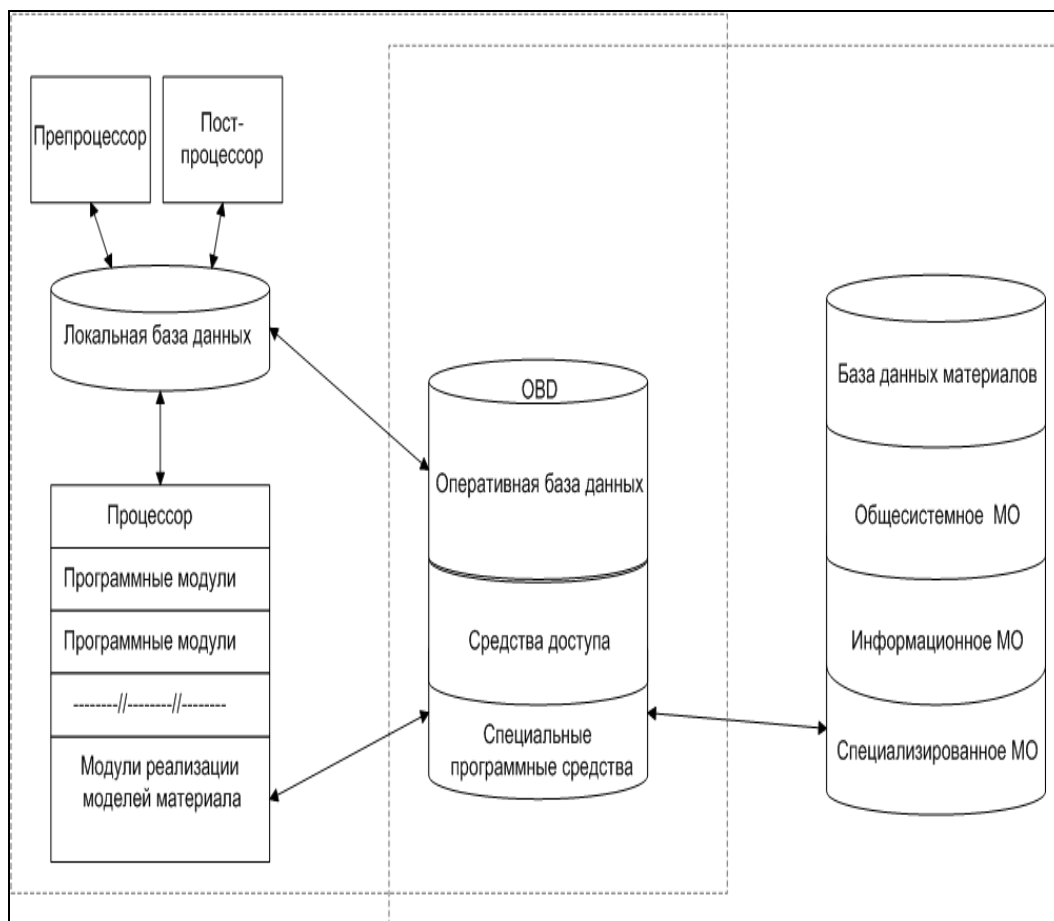 Препроцессор
Пост-
процессор
Локальная база данных
Процессор
Программные модули
Программные модули
--------//--------//--------
Модули реализации
моделей материала
OBD
Оперативная база данных
Средства доступа
Специальные
программные средства
База данных материалов
Общесистемное МО
Информационное МО
Специализированное МО